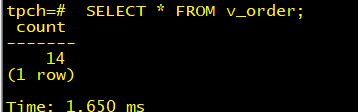 tpch=#  SELECT * FROM v_order;
 count
-------
    14
(1 row)
Time: 1.650 ms